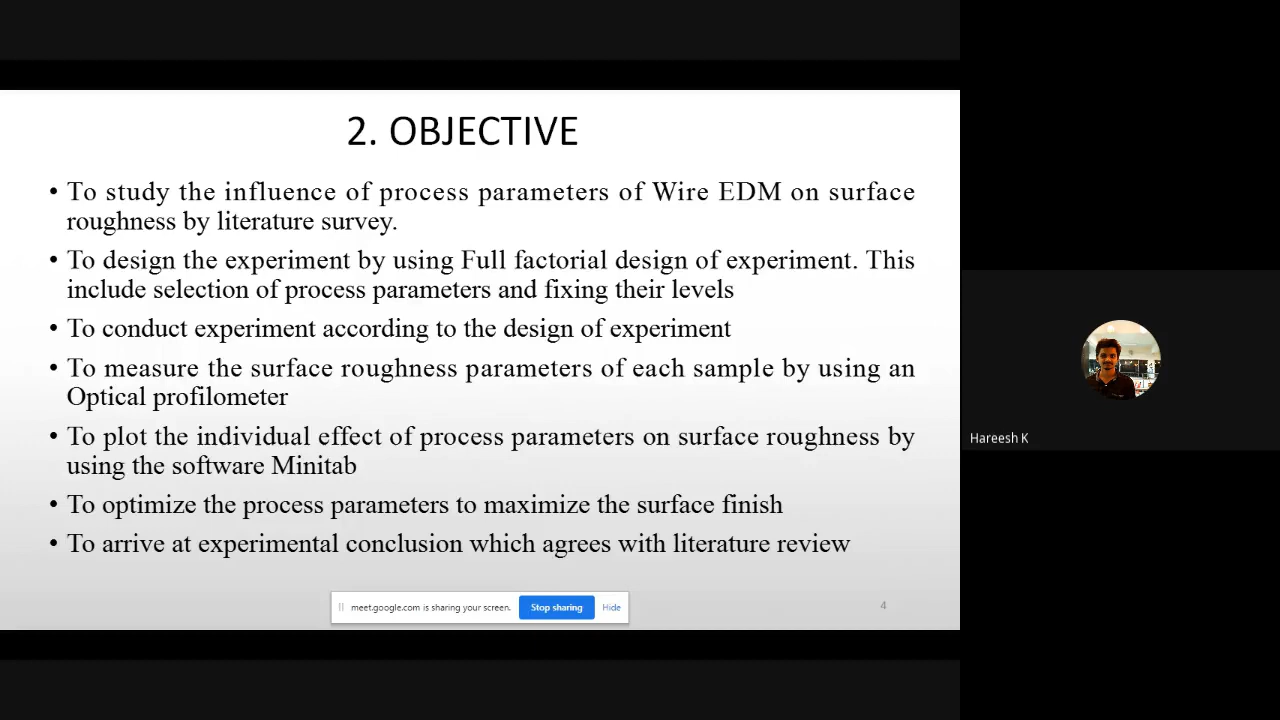 2. OBJECTIVE
• To study the influence of process parameters of Wire EDM on surface
roughness by literature survey.
• To design the experiment by using Full factorial design of experiment. This
include selection of process parameters and fixing their levels
• To conduct experiment according to the design of experiment
• To measure the surface roughness parameters of each sample by using an
Optical profilometer
• To plot the individual effect of process parameters on surface roughness by
using the software Minitab
• To optimize the process parameters to maximize the surface finish
• To arrive at experimental conclusion which agrees with literature review
meet.google.com is sharing your screen. Stop sharing Hide
4
Hareesh K